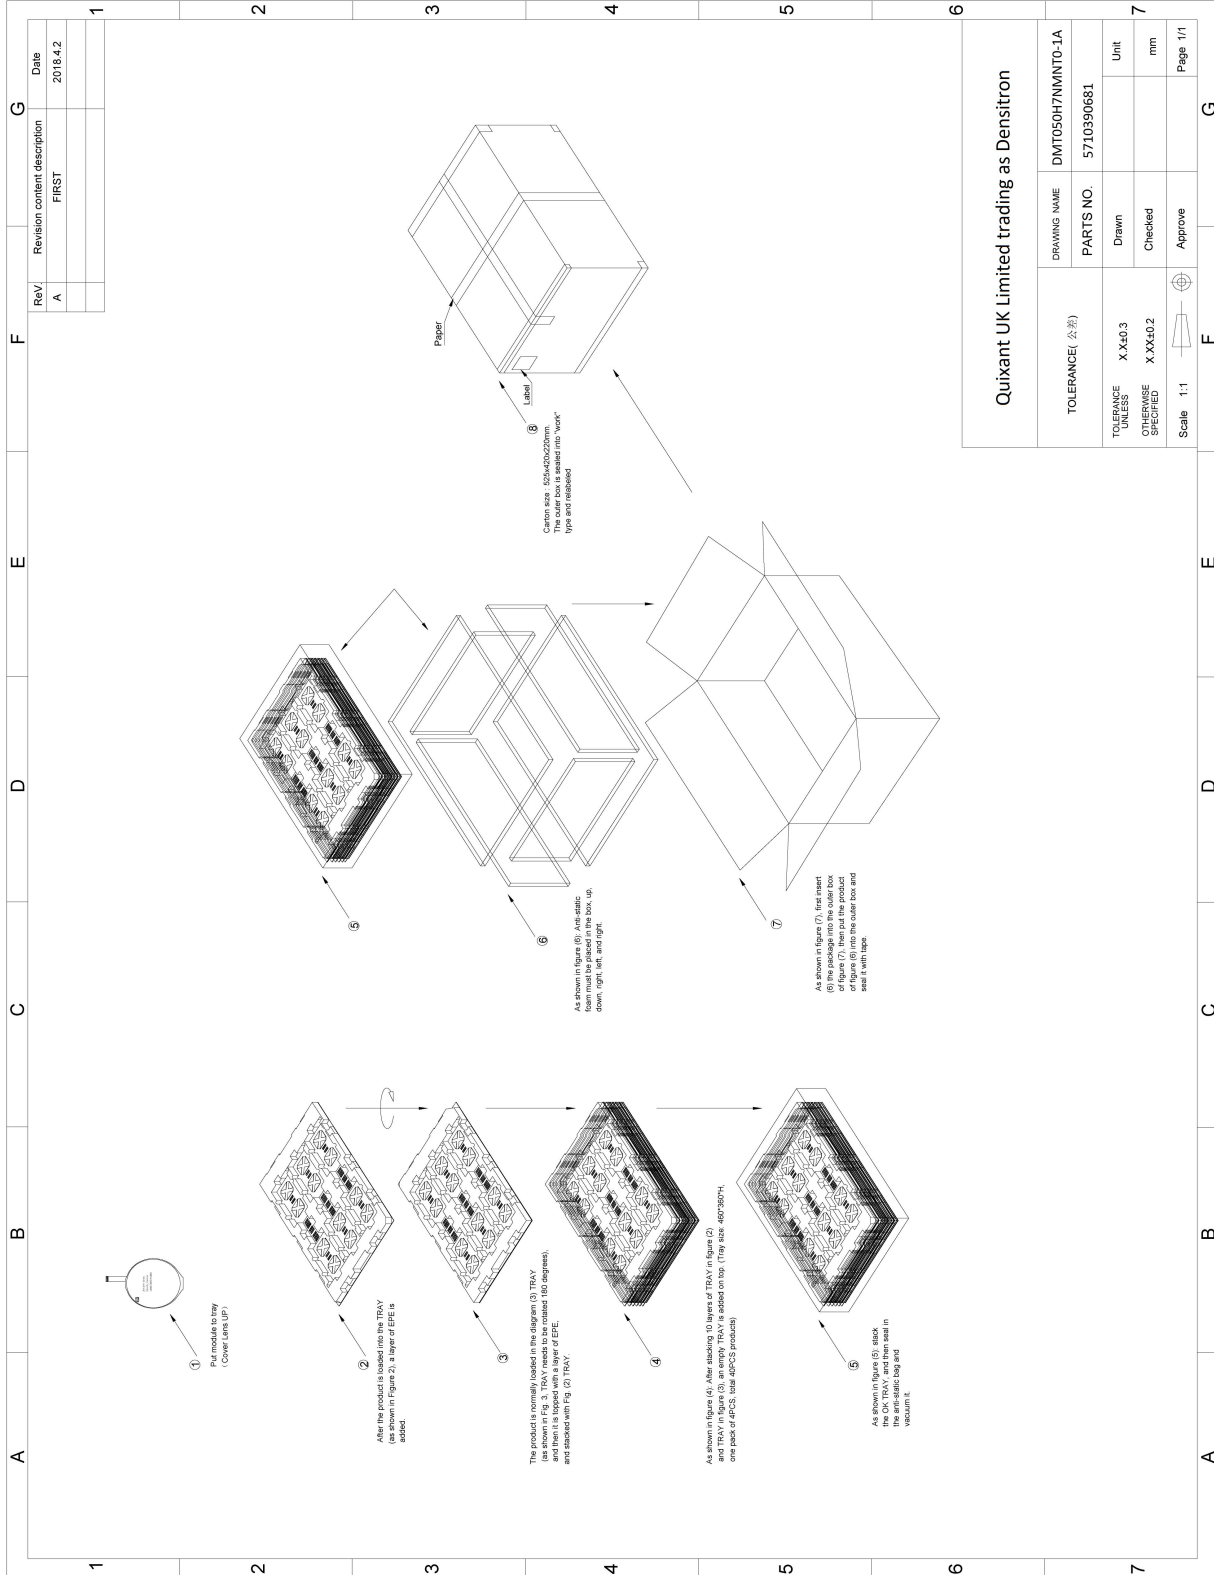 A B C D E F G
1
2
3
4
5
6
7
ReV. Revision content description Date
A FIRST 2018.4.2
①
Put module to tray
(Cover Lens UP)
②
After the product is loaded into the TRAY
(as shown in Figure 2), a layer of EPE is
added.
③
The product is normally loaded in the diagram (3) TRAY
(as shown in Fig. 3, TRAY needs to be rotated 180 degrees),
and then it is topped with a layer of EPE,
and stacked with Fig. (2) TRAY.
④
As shown in figure (4): After stacking 10 layers of TRAY in figure (2)
and TRAY in figure (3), an empty TRAY is added on top. (Tray size: 460*360*H,
one pack of 4PCS, total 40PCS products)
⑤
As shown in figure (5): stack
the OK TRAY, and then seal in
the anti-static bag and
vacuum it.
⑤
⑥
As shown in figure (6): Anti-static
foam must be placed in the box, up,
down, right, left, and right.
⑦
As shown in figure (7), first insert
(6) the package into the outer box
of figure (7), then put the product
of figure (6) into the outer box and
seal it with tape.
Paper
Label
⑧
Carton size : 525x420x220mm.
The outer box is sealed into "work"
type and relabeled
Quixant UK Limited trading as Densitron
TOLERANCE( 公差)
DRAWING NAME DMT050H7NMNT0-1A
PARTS NO. 5710390681
TOLERANCE
UNLESS
X.X±0.3
Drawn
Unit
OTHERWISE
SPECIFIED
X.XX±0.2
Checked
mm
Scale 1:1
Approve
Page 1/1
1
2
3
4
5
6
7
A B C D E F G